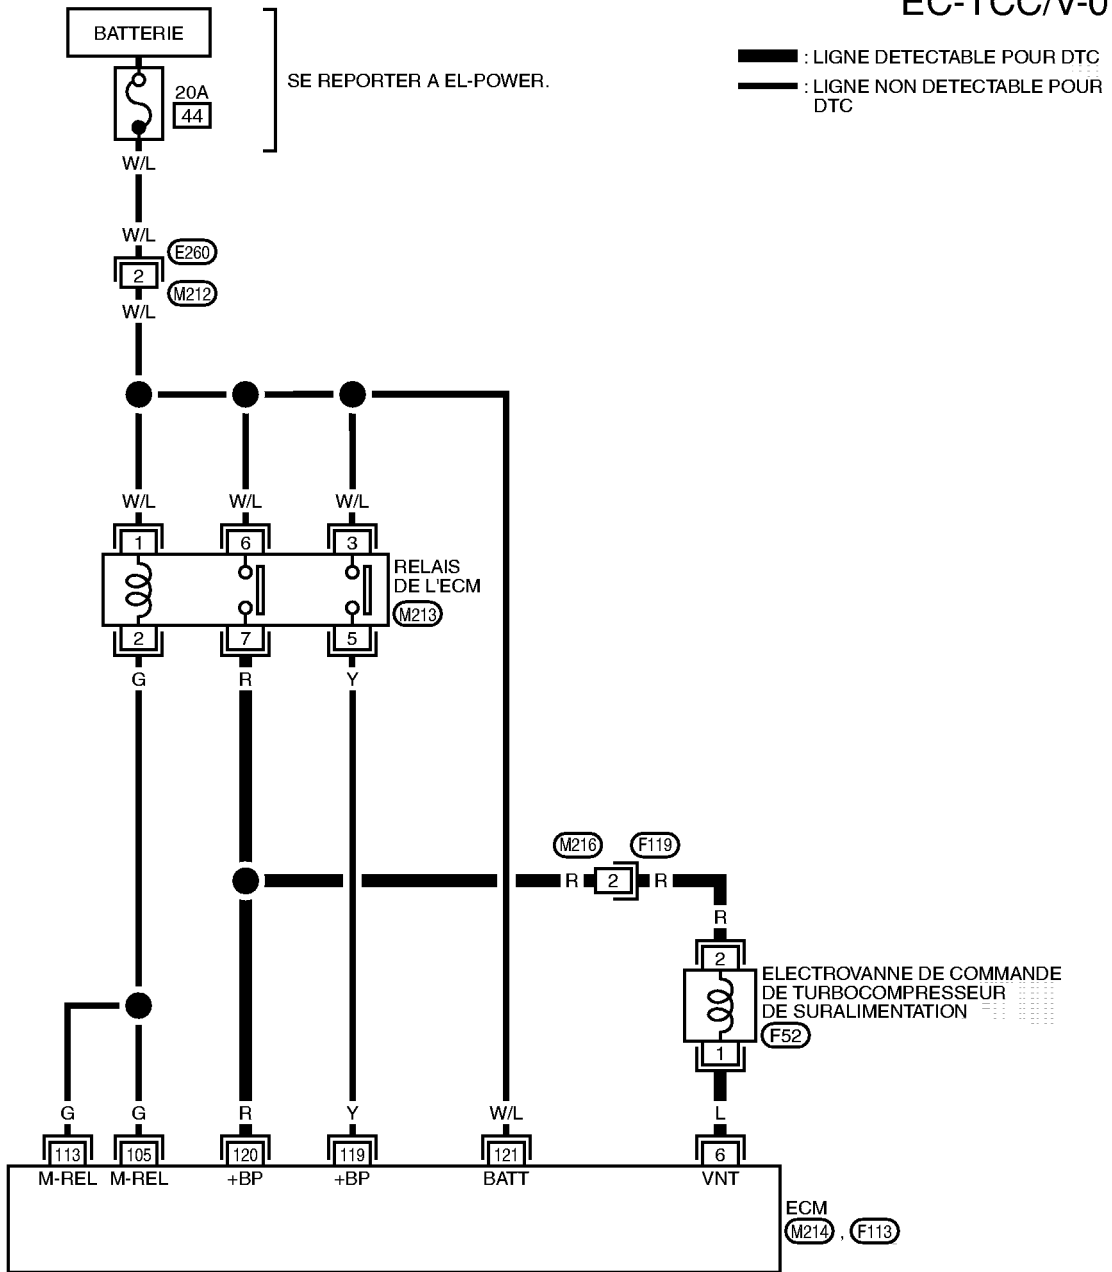 EC-TCC/V-0
BATTERIE
20A
44
SE REPORTER A EL-POWER.
: LIGNE DETECTABLE POUR DTC
: LIGNE NON DETECTABLE POUR
DTC
W/L
W/L
E260
2
M212
W/L
W/L W/L W/L
1 6 3
RELAIS
DE L'ECM
M213
2 7 5
G R Y
M216 F119
R 2 R
R
2
ELECTROVANNE DE COMMANDE
DE TURBOCOMPRESSEUR
DE SURALIMENTATION
F52
1
G G R Y W/L L
113 105 120 119 121 6
M-REL M-REL +BP +BP BATT VNT
ECM
M214 , F113